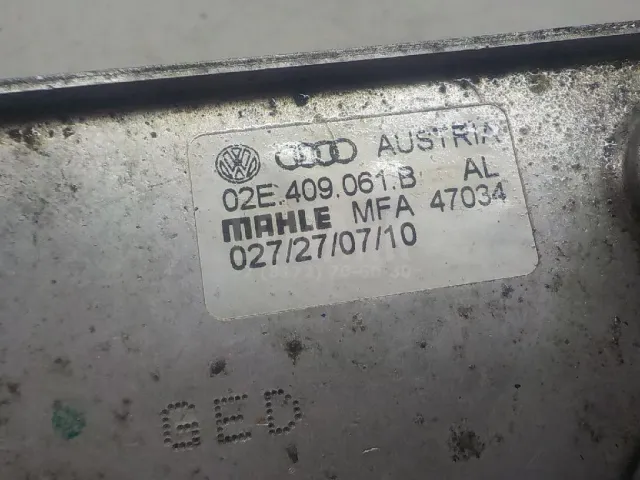 AUSTRIA
02E.409.061.B AL
MAHLE MFA 47034
027/27/07/10
GED